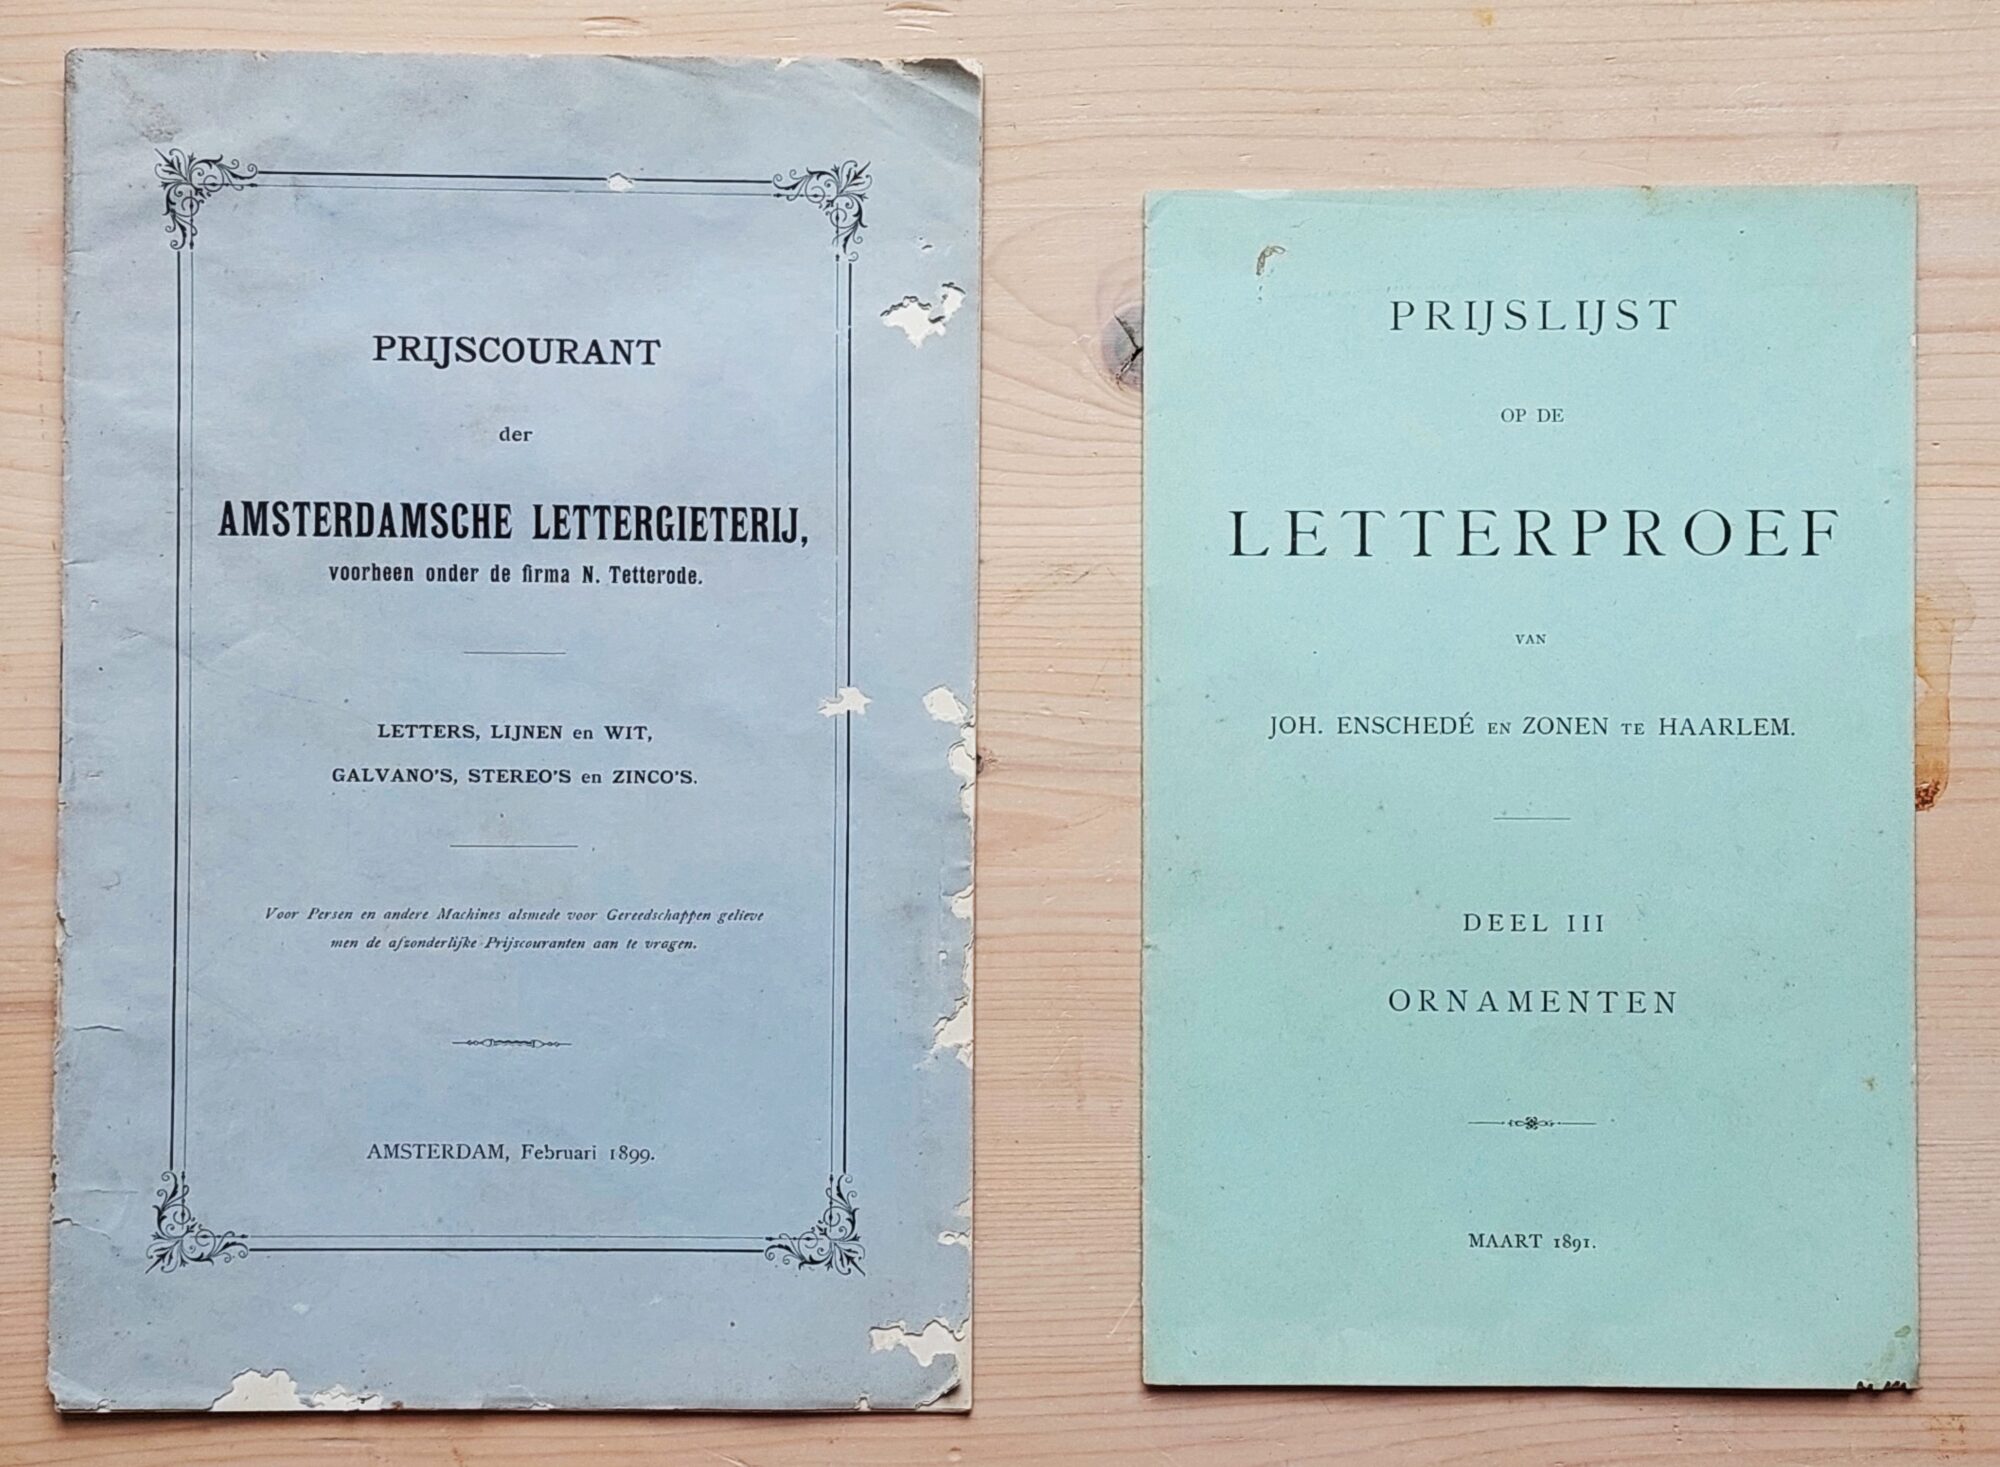 PRIJSCOURANT
der
AMSTERDAMSCHE LETTERGIETERIJ,
voorheen onder de firma N. Tetterode.
LETTERS, LIJNEN en WIT,
GALVANO'S, STEREO'S en ZINCO'S.
Voor Persen en andere Machines alsmede voor Gereedschappen gelieve
men de afzonderlijke Prijscouranten aan te vragen.
AMSTERDAM, Februari 1899.
PRIJSLIJST
OP DE
LETTERPROEF
VAN
JOH. ENSCHEDÉ EN ZONEN TE HAARLEM.
DEEL III
ORNAMENTEN
MAART 1891.